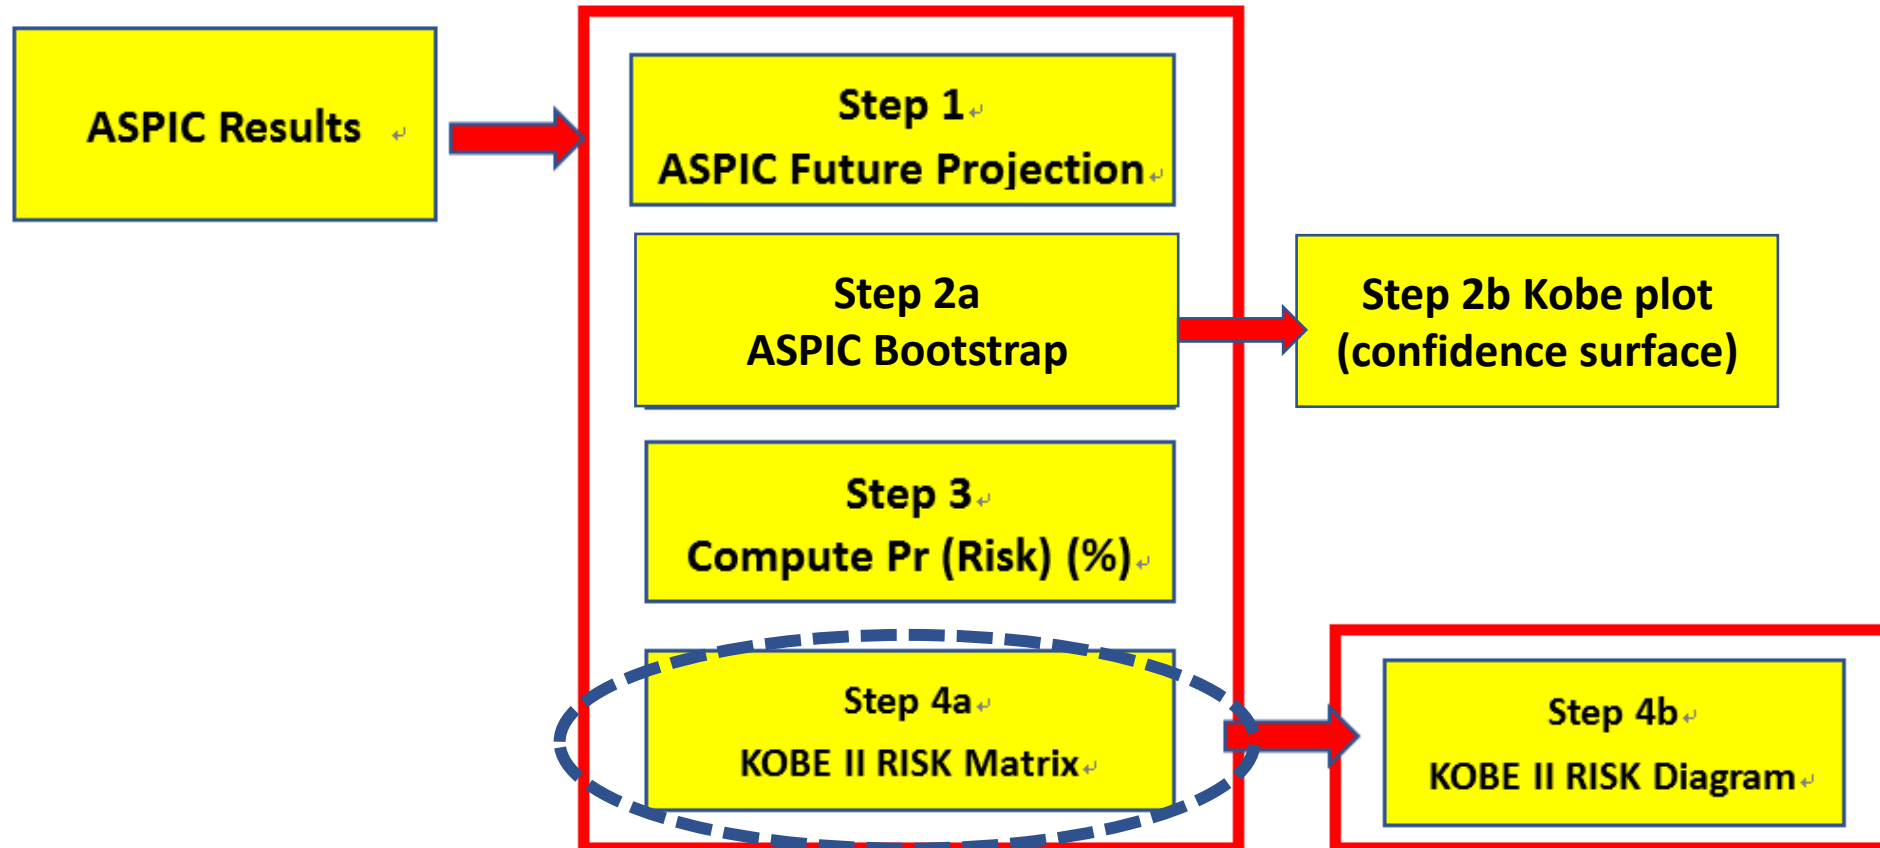 ASPIC Results
Step 1
ASPIC Future Projection
Step 2a
ASPIC Bootstrap
Step 2b Kobe plot
(confidence surface)
Step 3
Compute Pr (Risk) (%)
Step 4a
KOBE II RISK Matrix
Step 4b
KOBE II RISK Diagram